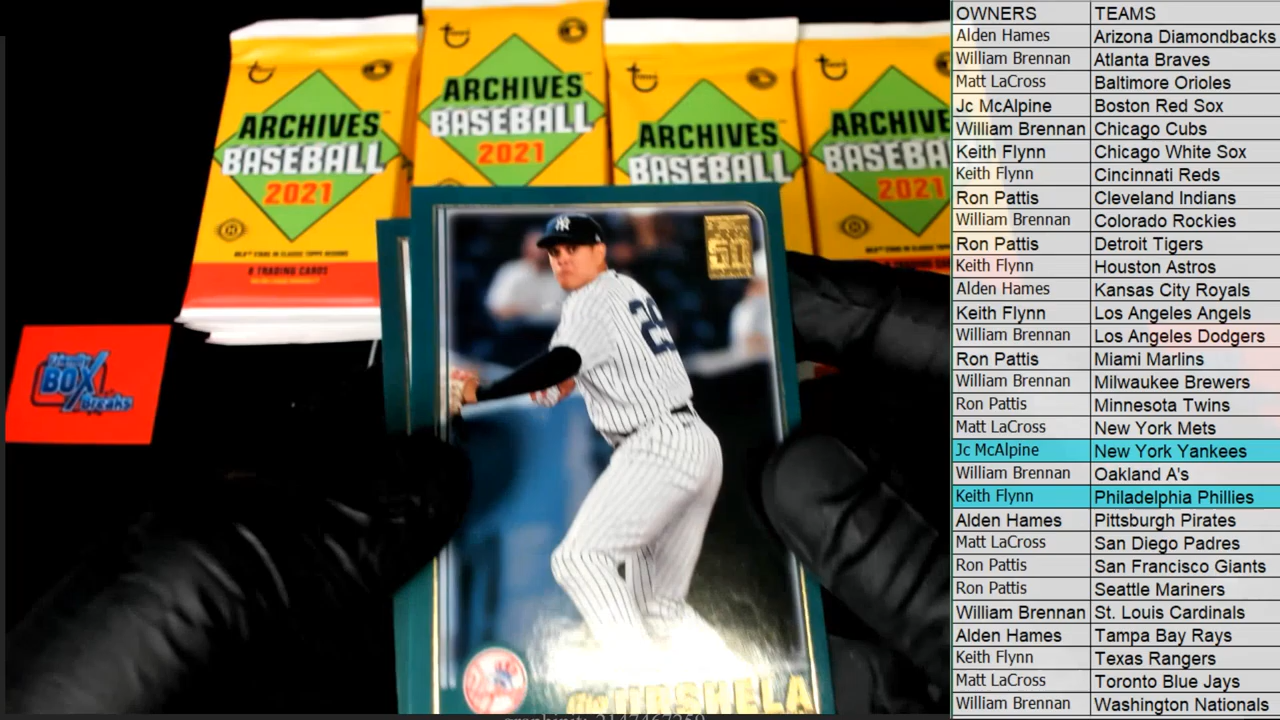 ARCHIVES
BASEBALL
2021
8 TRADING CARDS
ARCHIVES
BASEBALL
2021
ARCHIVES
BASEBALL
ARCHIVE
BASEBA
2021
BOX
Breaks
50
29
URSHELA
OWNERS TEAMS
Alden Hames Arizona Diamondbacks
William Brennan Atlanta Braves
Matt LaCross Baltimore Orioles
Jc McAlpine Boston Red Sox
William Brennan Chicago Cubs
Keith Flynn Chicago White Sox
Keith Flynn Cincinnati Reds
Ron Pattis Cleveland Indians
William Brennan Colorado Rockies
Ron Pattis Detroit Tigers
Keith Flynn Houston Astros
Alden Hames Kansas City Royals
Keith Flynn Los Angeles Angels
William Brennan Los Angeles Dodgers
Ron Pattis Miami Marlins
William Brennan Milwaukee Brewers
Ron Pattis Minnesota Twins
Matt LaCross New York Mets
Jc McAlpine New York Yankees
William Brennan Oakland A's
Keith Flynn Philadelphia Phillies
Alden Hames Pittsburgh Pirates
Matt LaCross San Diego Padres
Ron Pattis San Francisco Giants
Ron Pattis Seattle Mariners
William Brennan St. Louis Cardinals
Alden Hames Tampa Bay Rays
Keith Flynn Texas Rangers
Matt LaCross Toronto Blue Jays
William Brennan Washington Nationals